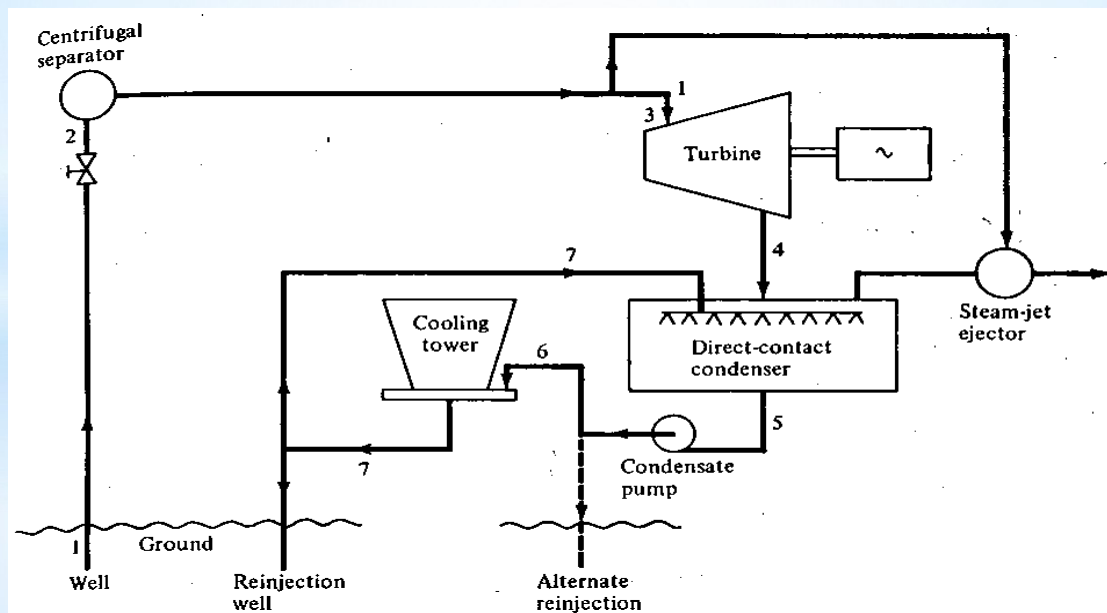 Centrifugal
separator
1
2
3
Turbine
~
4
7
Cooling
tower
6
Direct-contact
condenser
Steam-jet
ejector
5
7
Condensate
pump
1
Ground
Well
Reinjection
well
Alternate
reinjection